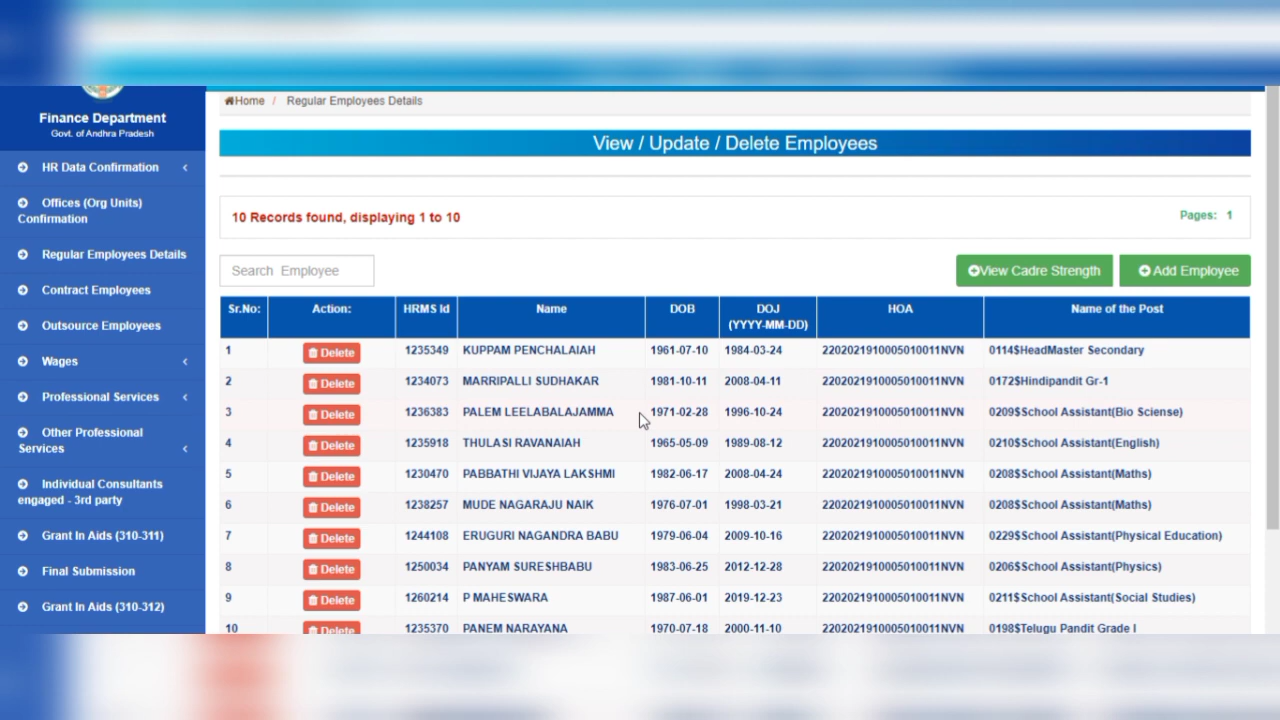 Finance Department
Govt. of Andhra Pradesh
HR Data Confirmation
Offices (Org Units)
Confirmation
Regular Employees Details
Contract Employees
Outsource Employees
Wages
Professional Services
Other Professional
Services
Individual Consultants
engaged - 3rd party
Grant In Aids (310-311)
Final Submission
Grant In Aids (310-312)
Home / Regular Employees Details
View / Update / Delete Employees
10 Records found, displaying 1 to 10
Pages: 1
Search Employee
View Cadre Strength
Add Employee
Sr.No: Action: HRMS Id Name DOB DOJ HOA Name of the Post
(YYYY-MM-DD)
1 Delete 1235349 KUPPAM PENCHALAIAH 1961-07-10 1984-03-24 2202021910005010011NVN 0114$HeadMaster Secondary
2 Delete 1234073 MARRIPALLI SUDHAKAR 1981-10-11 2008-04-11 2202021910005010011NVN 0172$Hindipandit Gr-1
3 Delete 1236383 PALEM LEELABALAJAMMA 1971-02-28 1996-10-24 2202021910005010011NVN 0209$School Assistant(Bio Sciense)
4 Delete 1235918 THULASI RAVANAIAH 1965-05-09 1989-08-12 2202021910005010011NVN 0210$School Assistant(English)
5 Delete 1230470 PABBATHI VIJAYA LAKSHMI 1982-06-17 2008-04-24 2202021910005010011NVN 0208$School Assistant(Maths)
6 Delete 1238257 MUDE NAGARAJU NAIK 1976-07-01 1998-03-21 2202021910005010011NVN 0208$School Assistant(Maths)
7 Delete 1244108 ERUGURI NAGANDRA BABU 1979-06-04 2009-10-16 2202021910005010011NVN 0229$School Assistant(Physical Education)
8 Delete 1250034 PANYAM SURESHBABU 1983-06-25 2012-12-28 2202021910005010011NVN 0206$School Assistant(Physics)
9 Delete 1260214 P MAHESWARA 1987-06-01 2019-12-23 2202021910005010011NVN 0211$School Assistant(Social Studies)
10 Delete 1235370 PANEM NARAYANA 1970-07-18 2000-11-10 2202021910005010011NVN 0198$Telugu Pandit Grade I